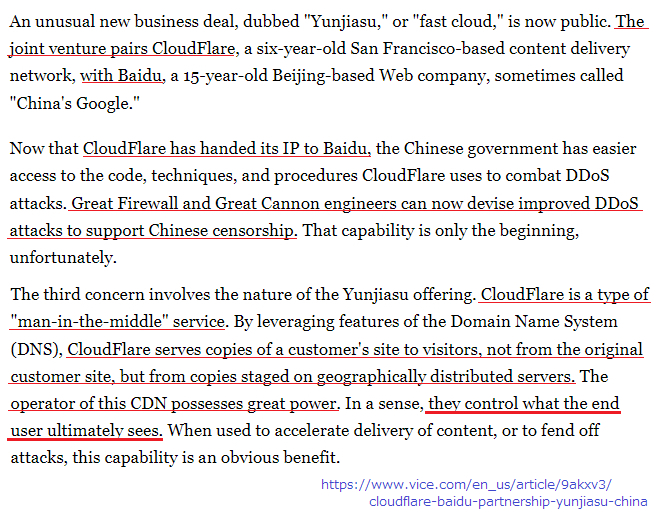 An unusual new business deal, dubbed "Yunjiasu," or "fast cloud," is now public. The
joint venture pairs CloudFlare, a six-year-old San Francisco-based content delivery
network, with Baidu, a 15-year-old Beijing-based Web company, sometimes called
"China's Google."
Now that CloudFlare has handed its IP to Baidu, the Chinese government has easier
access to the code, techniques, and procedures CloudFlare uses to combat DDoS
attacks. Great Firewall and Great Cannon engineers can now devise improved DDoS
attacks to support Chinese censorship. That capability is only the beginning,
unfortunately.
The third concern involves the nature of the Yunjiasu offering. CloudFlare is a type of
"man-in-the-middle" service. By leveraging features of the Domain Name System
(DNS), CloudFlare serves copies of a customer's site to visitors, not from the original
customer site, but from copies staged on geographically distributed servers. The
operator of this CDN possesses great power. In a sense, they control what the end
user ultimately sees. When used to accelerate delivery of content, or to fend off
attacks, this capability is an obvious benefit.
https://www.vice.com/en_us/article/9akxv3/
cloudflare-baidu-partnership-yunjiasu-china